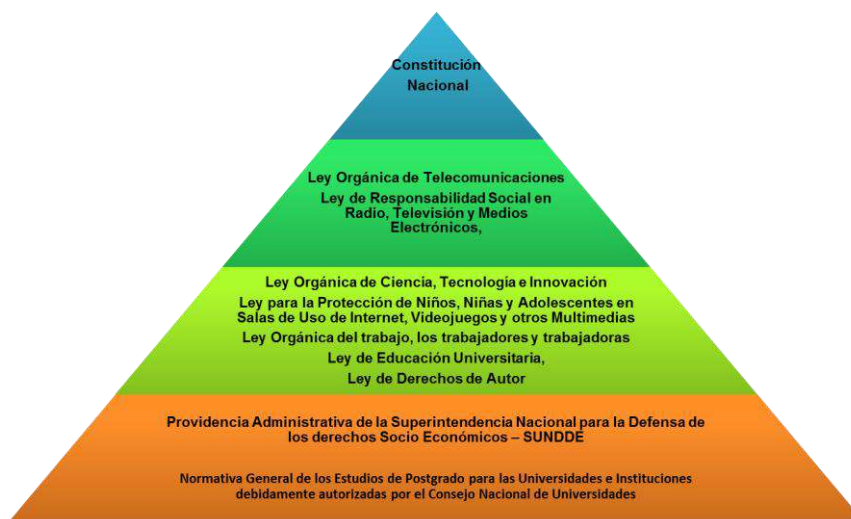 Constitución
Nacional
Ley Orgánica de Telecomunicaciones
Ley de Responsabilidad Social en
Radio, Televisión y Medios
Electrónicos,
Ley Orgánica de Ciencia, Tecnología e Innovación
Ley para la Protección de Niños, Niñas y Adolescentes en
Salas de Uso de Internet, Videojuegos y otros Multimedias
Ley Orgánica del trabajo, los trabajadores y trabajadoras
Ley de Educación Universitaria,
Ley de Derechos de Autor
Providencia Administrativa de la Superintendencia Nacional para la Defensa de
los derechos Socio Económicos – SUNDDE
Normativa General de los Estudios de Postgrado para las Universidades e Instituciones
debidamente autorizadas por el Consejo Nacional de Universidades